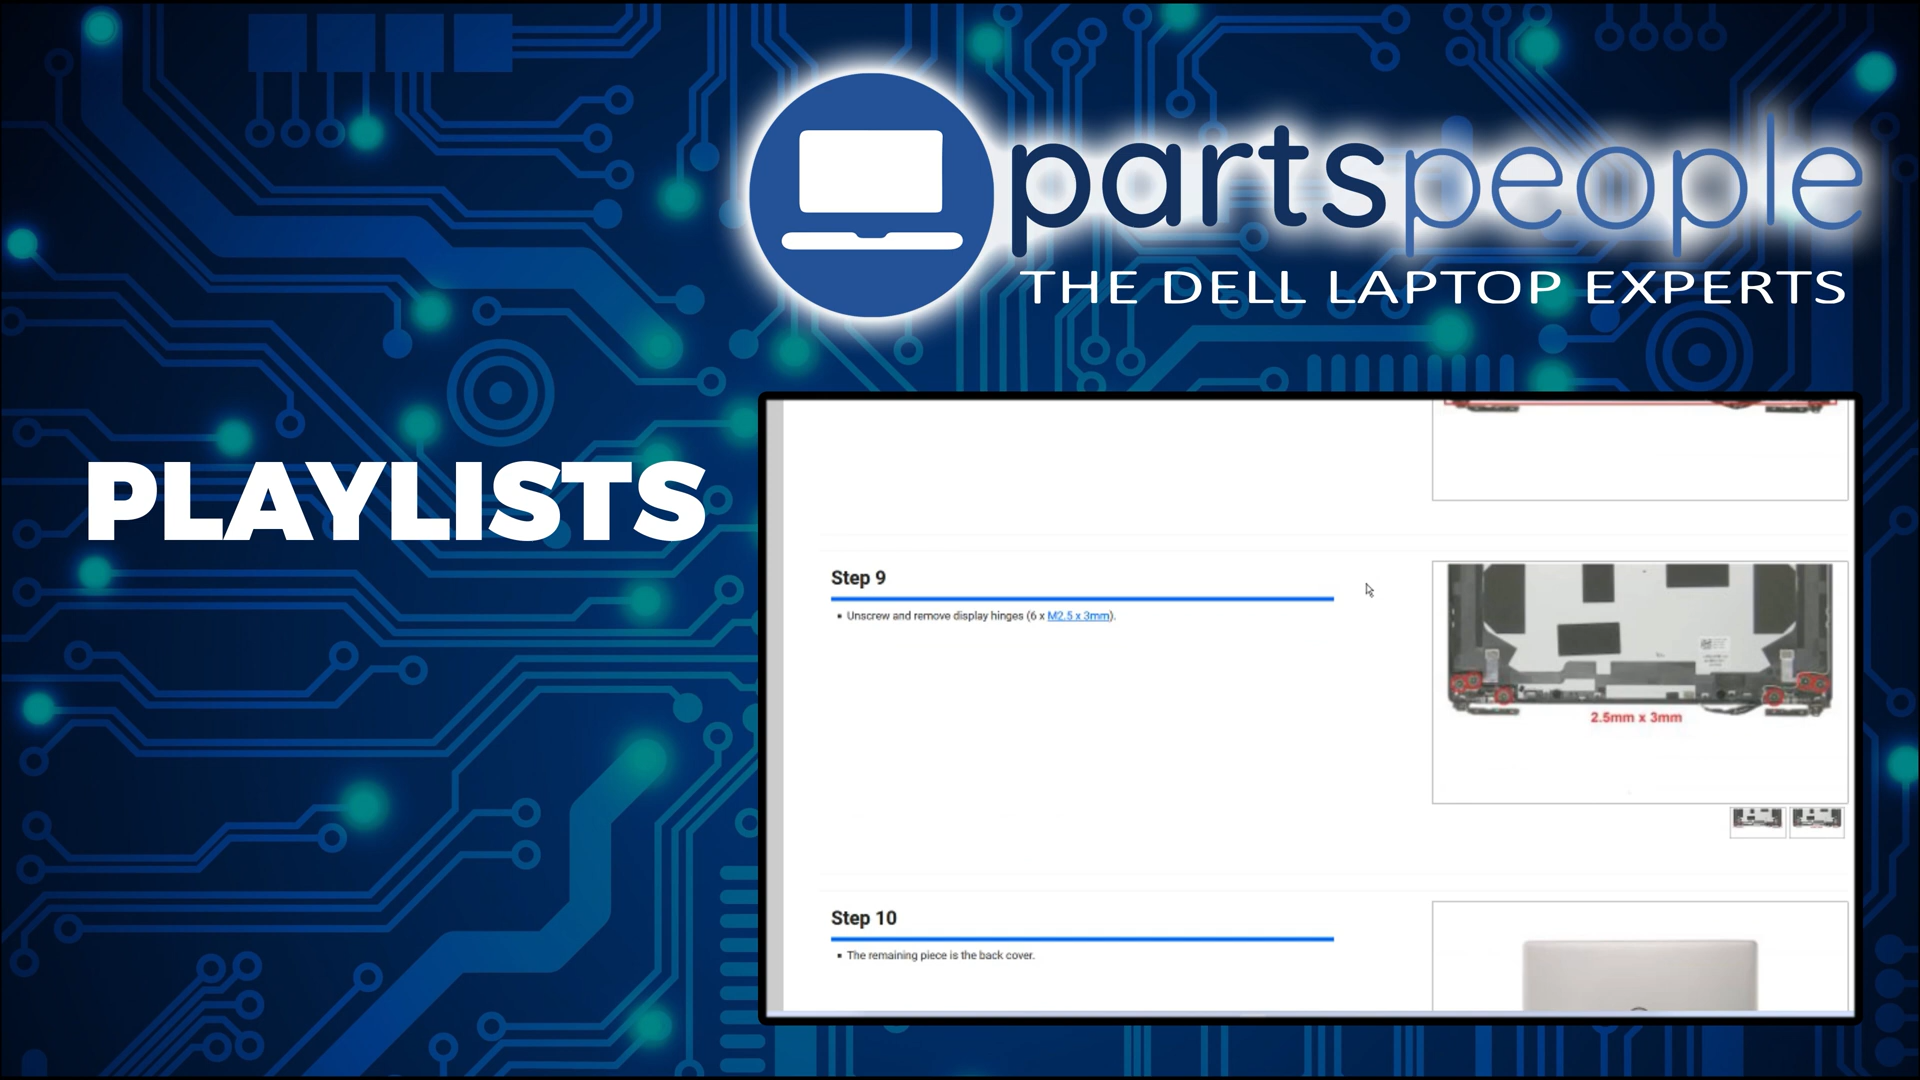 partspeople
THE DELL LAPTOP EXPERTS
PLAYLISTS
Step 9
Unscrew and remove display hinges (6 x M2.5 x 3mm).
2.5mm x 3mm
Step 10
The remaining piece is the back cover.